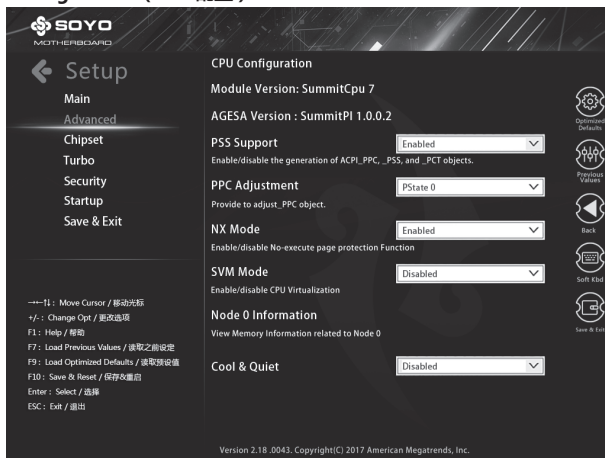 SOYO
MOTHERBOARD
Setup
Main
Advanced
Chipset
Turbo
Security
Startup
Save & Exit
→←↑↓ : Move Cursor / 移动光标
+/- : Change Opt / 更改选项
F1 : Help / 帮助
F7 : Load Previous Values / 读取之前设定
F9 : Load Optimized Defaults / 读取预设值
F10 : Save & Reset / 保存&重启
Enter : Select / 选择
ESC : Exit / 退出
CPU Configuration
Module Version: SummitCpu 7
AGESA Version : SummitPI 1.0.0.2
PSS Support Enabled
Enable/disable the generation of ACPI_PPC, _PSS, and _PCT objects.
PPC Adjustment PState 0
Provide to adjust_PPC object.
NX Mode Enabled
Enable/disable No-execute page protection Function
SVM Mode Disabled
Enable/disable CPU Virtualization
Node 0 Information
View Memory Information related to Node 0
Cool & Quiet Disabled
Optimized
Defaults
Previous
Values
Back
Soft Kbd
Save & Exit
Version 2.18 .0043. Copyright(C) 2017 American Megatrends, Inc.